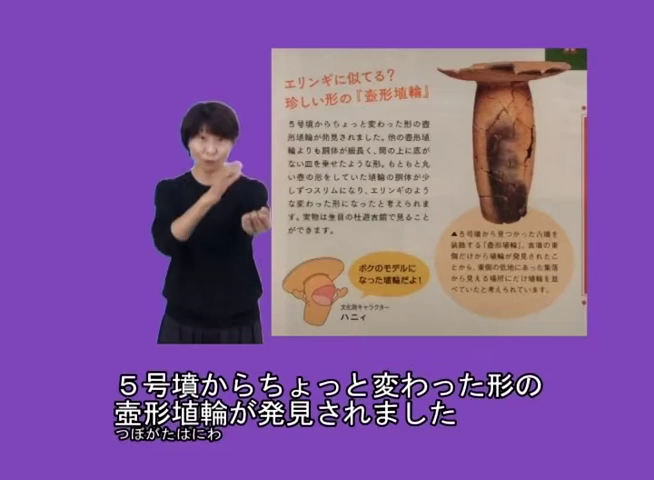 エリンギに似てる？
珍しい形の『壺形埴輪』
５号墳からちょっと変わった形の壺
形埴輪が発見されました。他の壺形埴
輪よりも胴体が細長く、筒の上に底が
ない皿を乗せたような形。もともと丸
い壺の形をしていた埴輪の胴体が少
しずつスリムになり、エリンギのよう
な変わった形になったと考えられま
す。実物は生目の杜遊古館で見ること
ができます。
▲５号墳から見つかった古墳を
装飾する「壺形埴輪」。古墳の東
側だけから埴輪が発見されたこ
とから、東側の低地にあった集落
から見える場所にだけ埴輪を並
べていたと考えられています。
ボクのモデルに
なった埴輪だよ！
文化財キャラクター
ハニィ
５号墳からちょっと変わった形の
壺形埴輪が発見されました
つぼがたはにわ